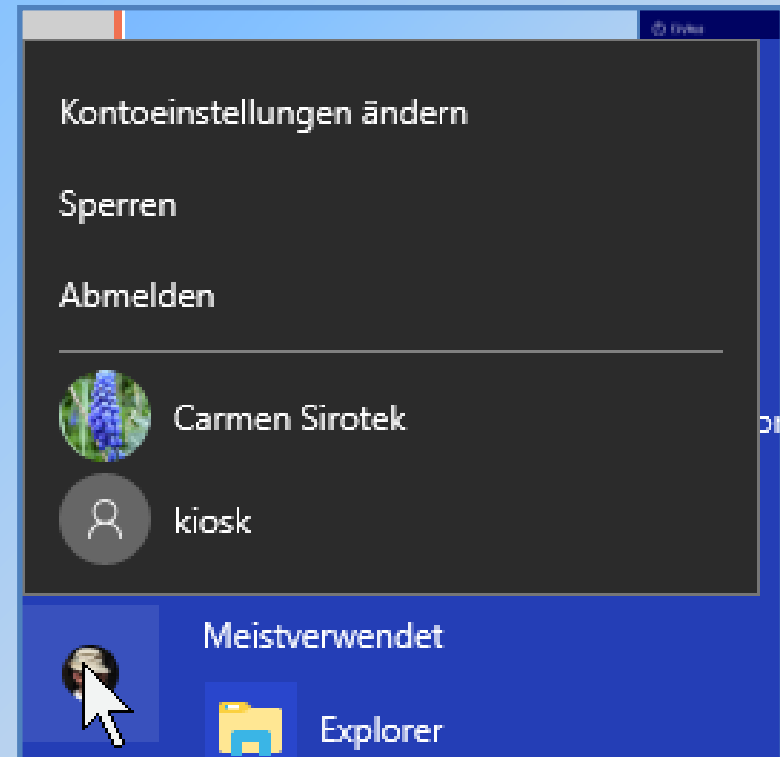 Kontoeinstellungen ändern
Sperren
Abmelden
Carmen Sirotek
kiosk
Meistverwendet
Explorer